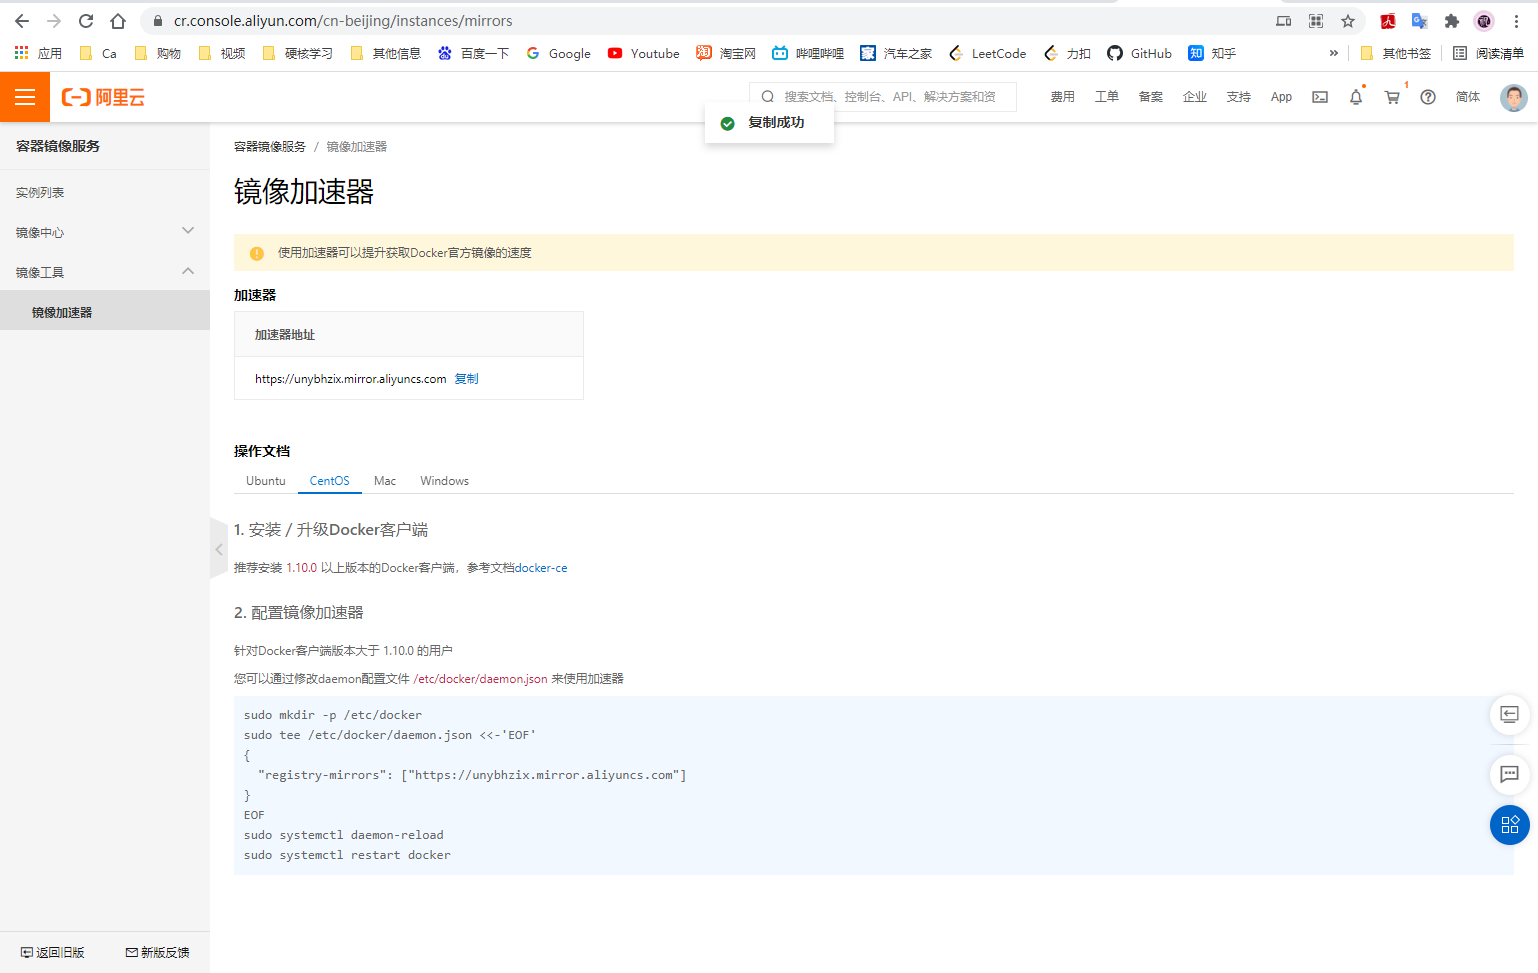 cr.console.aliyun.com/cn-beijing/instances/mirrors
应用 Ca 购物 视频 硬核学习 其他信息 百度一下 Google Youtube 淘宝网 哔哩哔哩 汽车之家 LeetCode 力扣 GitHub 知乎 » 其他书签 阅读清单
阿里云 搜索文档、控制台、API、解决方案和资 费用 工单 备案 企业 支持 App 1 简体
复制成功
容器镜像服务
实例列表
镜像中心
镜像工具
镜像加速器
容器镜像服务 / 镜像加速器
镜像加速器
使用加速器可以提升获取Docker官方镜像的速度
加速器
加速器地址
https://unybhzix.mirror.aliyuncs.com 复制
操作文档
Ubuntu CentOS Mac Windows
1. 安装 / 升级Docker客户端
推荐安装 1.10.0 以上版本的Docker客户端，参考文档docker-ce
2. 配置镜像加速器
针对Docker客户端版本大于 1.10.0 的用户
您可以通过修改daemon配置文件 /etc/docker/daemon.json 来使用加速器
sudo mkdir -p /etc/docker
sudo tee /etc/docker/daemon.json <<-'EOF'
{
"registry-mirrors": ["https://unybhzix.mirror.aliyuncs.com"]
}
EOF
sudo systemctl daemon-reload
sudo systemctl restart docker
返回旧版 新版反馈